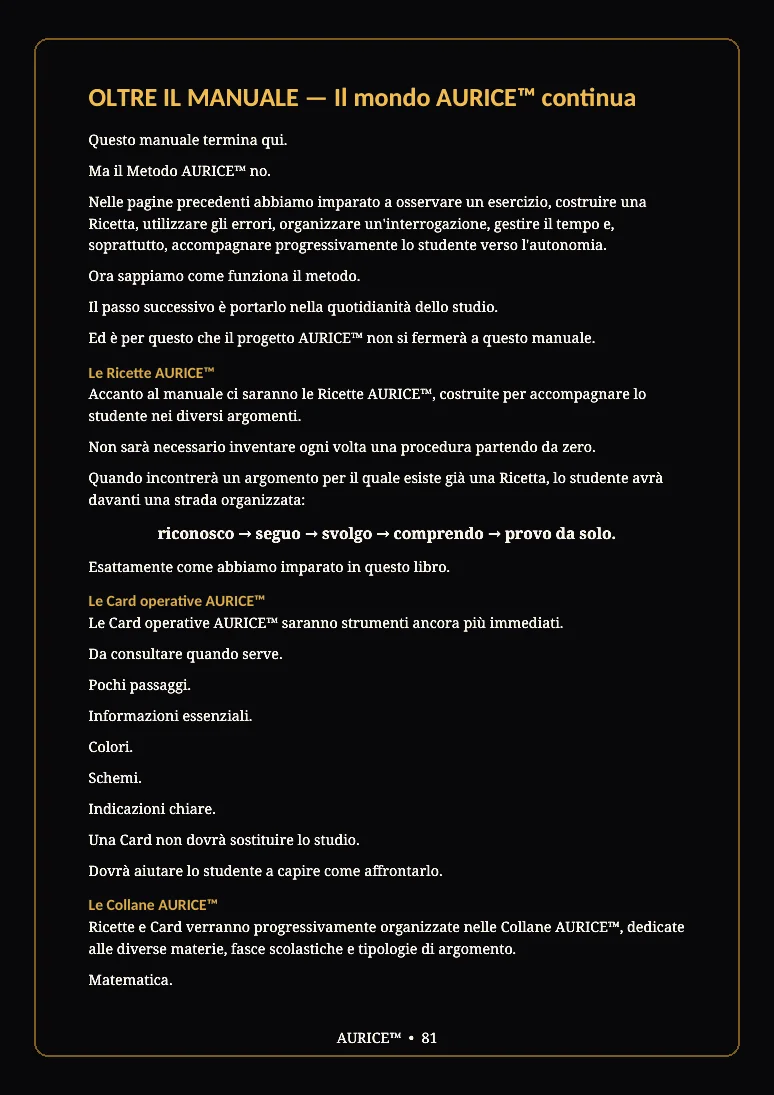 OLTRE IL MANUALE — Il mondo AURICE™ continua
Questo manuale termina qui.
Ma il Metodo AURICE™ no.
Nelle pagine precedenti abbiamo imparato a osservare un esercizio, costruire una
Ricetta, utilizzare gli errori, organizzare un'interrogazione, gestire il tempo e,
soprattutto, accompagnare progressivamente lo studente verso l'autonomia.
Ora sappiamo come funziona il metodo.
Il passo successivo è portarlo nella quotidianità dello studio.
Ed è per questo che il progetto AURICE™ non si fermerà a questo manuale.
Le Ricette AURICE™
Accanto al manuale ci saranno le Ricette AURICE™, costruite per accompagnare lo
studente nei diversi argomenti.
Non sarà necessario inventare ogni volta una procedura partendo da zero.
Quando incontrerà un argomento per il quale esiste già una Ricetta, lo studente avrà
davanti una strada organizzata:
riconosco → seguo → svolgo → comprendo → provo da solo.
Esattamente come abbiamo imparato in questo libro.
Le Card operative AURICE™
Le Card operative AURICE™ saranno strumenti ancora più immediati.
Da consultare quando serve.
Pochi passaggi.
Informazioni essenziali.
Colori.
Schemi.
Indicazioni chiare.
Una Card non dovrà sostituire lo studio.
Dovrà aiutare lo studente a capire come affrontarlo.
Le Collane AURICE™
Ricette e Card verranno progressivamente organizzate nelle Collane AURICE™, dedicate
alle diverse materie, fasce scolastiche e tipologie di argomento.
Matematica.
AURICE™ • 81